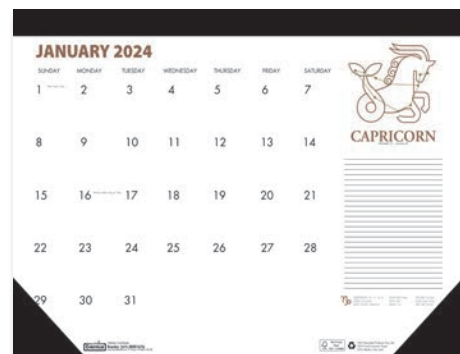 JANUARY 2024
SUNDAY MONDAY TUESDAY WEDNESDAY THURSDAY FRIDAY SATURDAY
1 2 3 4 5 6 7
8 9 10 11 12 13 14
CAPRICORN
15 16 17 18 19 20 21
22 23 24 25 26 27 28
29 30 31